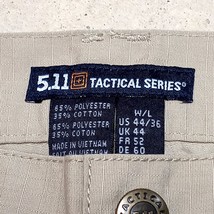 5.11 TACTICAL SERIES®
65% POLYESTER
35% COTTON
65% POLYESTER
35% COTON
MADE IN VIETNAM
W/L
US 44/36
UK 44
FR 52
DE 60
TACTICAL